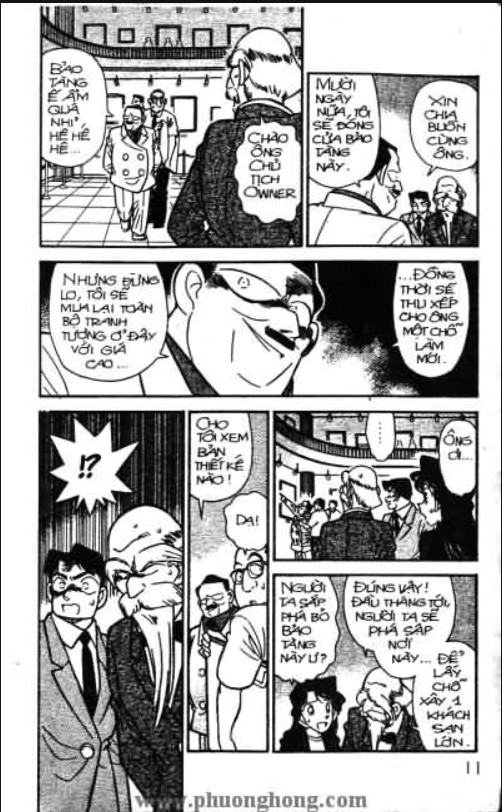 BẢO
TÀNG
Ế ẨM
QUÁ
NHỈ
HÊ HÊ
HÊ...
CHÀO
ÔNG
CHỦ
TỊCH
OWNER
MƯỜI
NGÀY
NỮA, TÔI
SẼ ĐÓNG
CỬA BẢO
TÀNG
NÀY.
XIN
CHIA
BUỒN
CÙNG
ÔNG.
NHƯNG ĐỪNG
LO, TÔI SẼ
MUA LẠI TOÀN
BỘ TRANH
TƯỢNG Ở ĐÂY
VỚI GIÁ
CAO...
...ĐỒNG
THỜI SẼ
THU XẾP
CHO ÔNG
MỘT CHỖ
LÀM
MỚI.
!?
CHO
TÔI XEM
BẢN
THIẾT KẾ
NÀO!
DẠ!
......
ÔNG
ƠI...
NGƯỜI
TA SẮP
PHÁ BỎ
BẢO
TÀNG
NÀY Ư?
ĐÚNG VẬY!
ĐẦU THÁNG TỚI,
NGƯỜI TA SẼ
PHÁ SẬP
NƠI
NÀY... ĐỂ
LẤY
CHỖ
XÂY 1
KHÁCH
SẠN
LỚN.
11
www.phuonghong.com